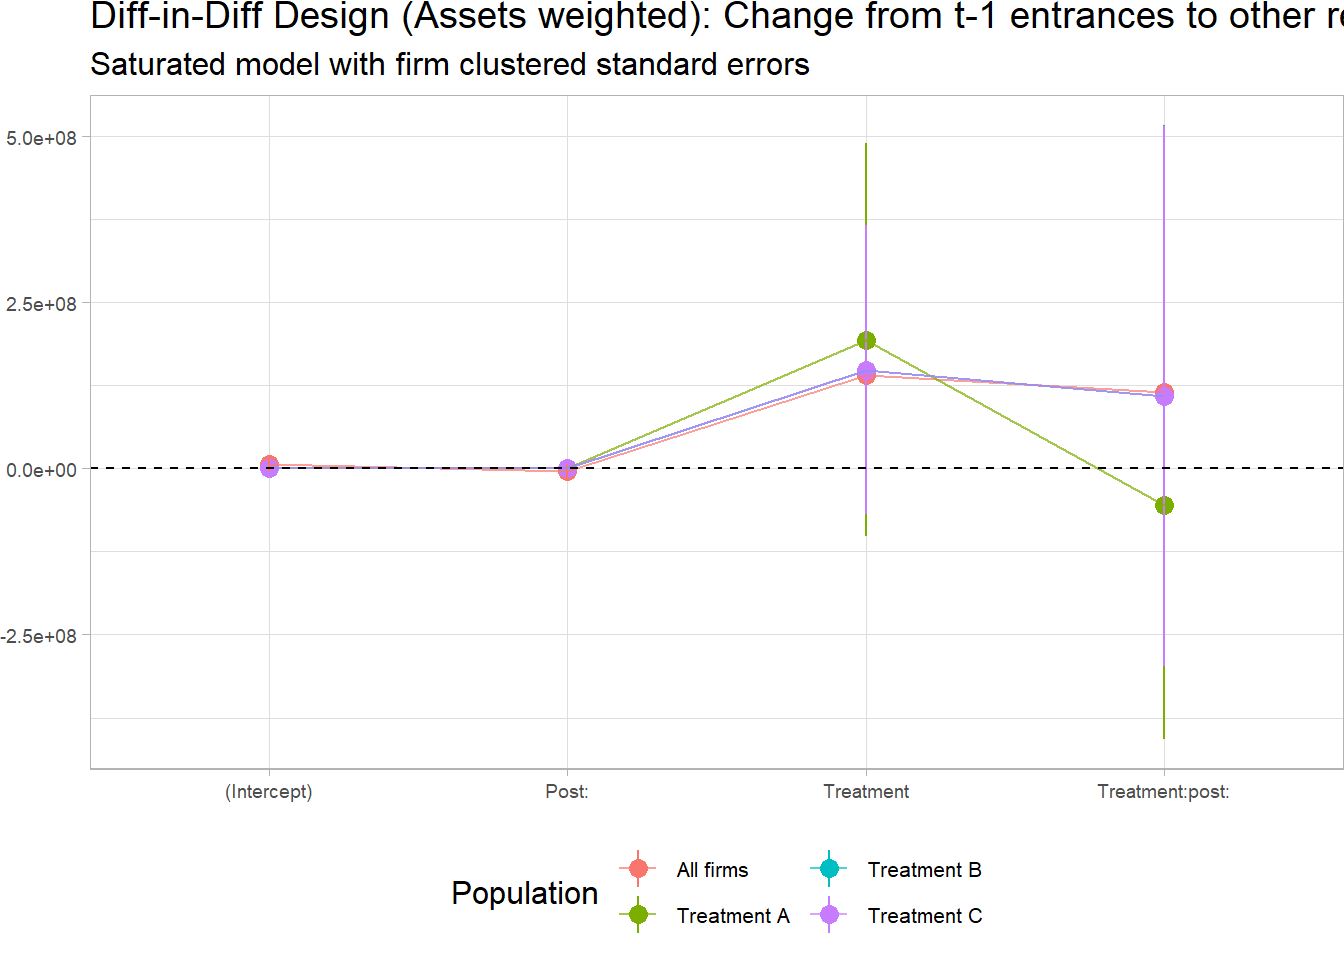 Diff-in-Diff Design (Assets weighted): Change from t-1 entrances to other
Saturated model with firm clustered standard errors
5.0e+08
2.5e+08
0.0e+00
-2.5e+08
(Intercept) Post: Treatment Treatment:post:
Population
All firms Treatment B
Treatment A Treatment C